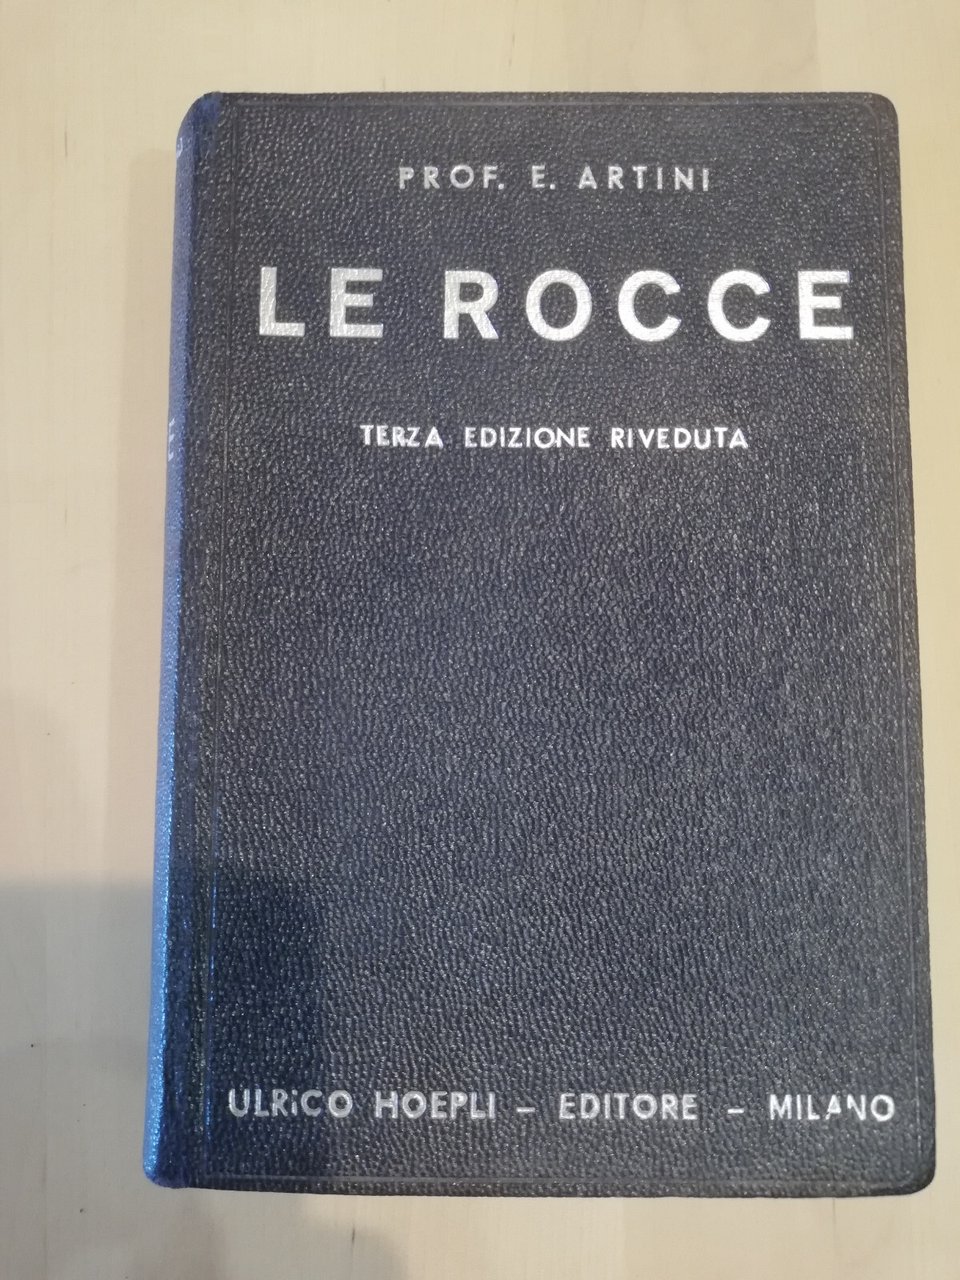 PROF. E. ARTINI
LE ROCCE
TERZA EDIZIONE RIVEDUTA
ULRICO HOEPLI - EDITORE - MILANO